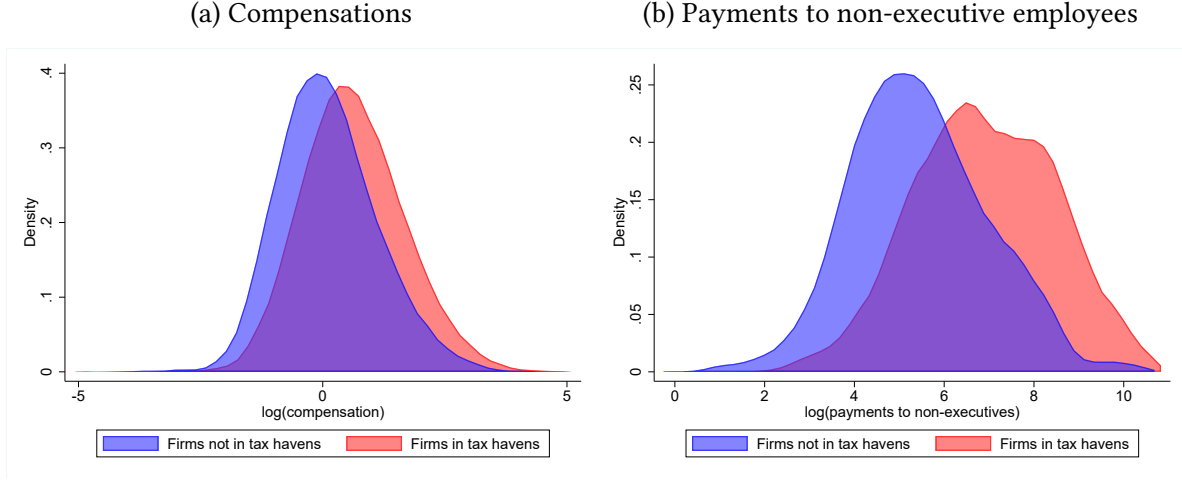 (a) Compensations
(b) Payments to non-executive employees
.4
.3
.2
.1
0
Density
-5
0
5
log(compensation)
Firms not in tax havens
Firms in tax havens
.25
.2
.15
.1
.05
0
Density
0
2
4
6
8
10
log(payments to non-executives)
Firms not in tax havens
Firms in tax havens